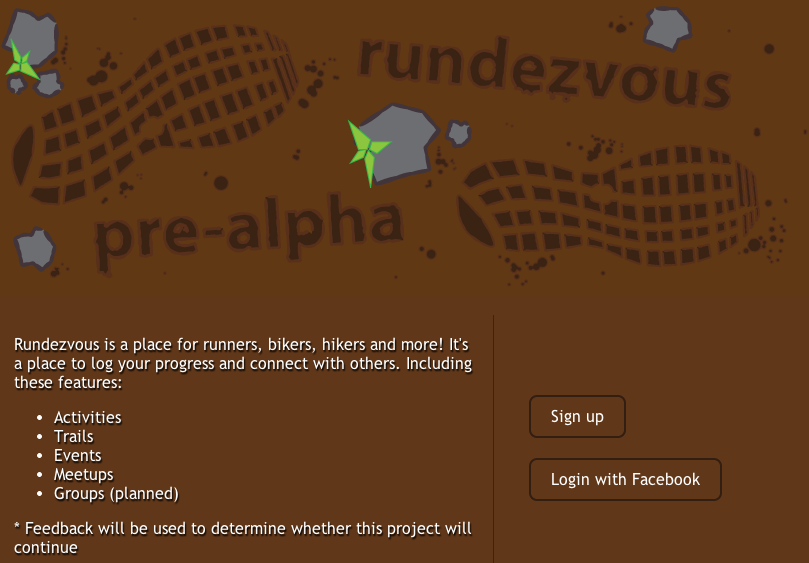 rundezvous
pre-alpha
Rundezvous is a place for runners, bikers, hikers and more! It's
a place to log your progress and connect with others. Including
these features:
• Activities
• Trails
• Events
• Meetups
• Groups (planned)
* Feedback will be used to determine whether this project will
continue
Sign up
Login with Facebook